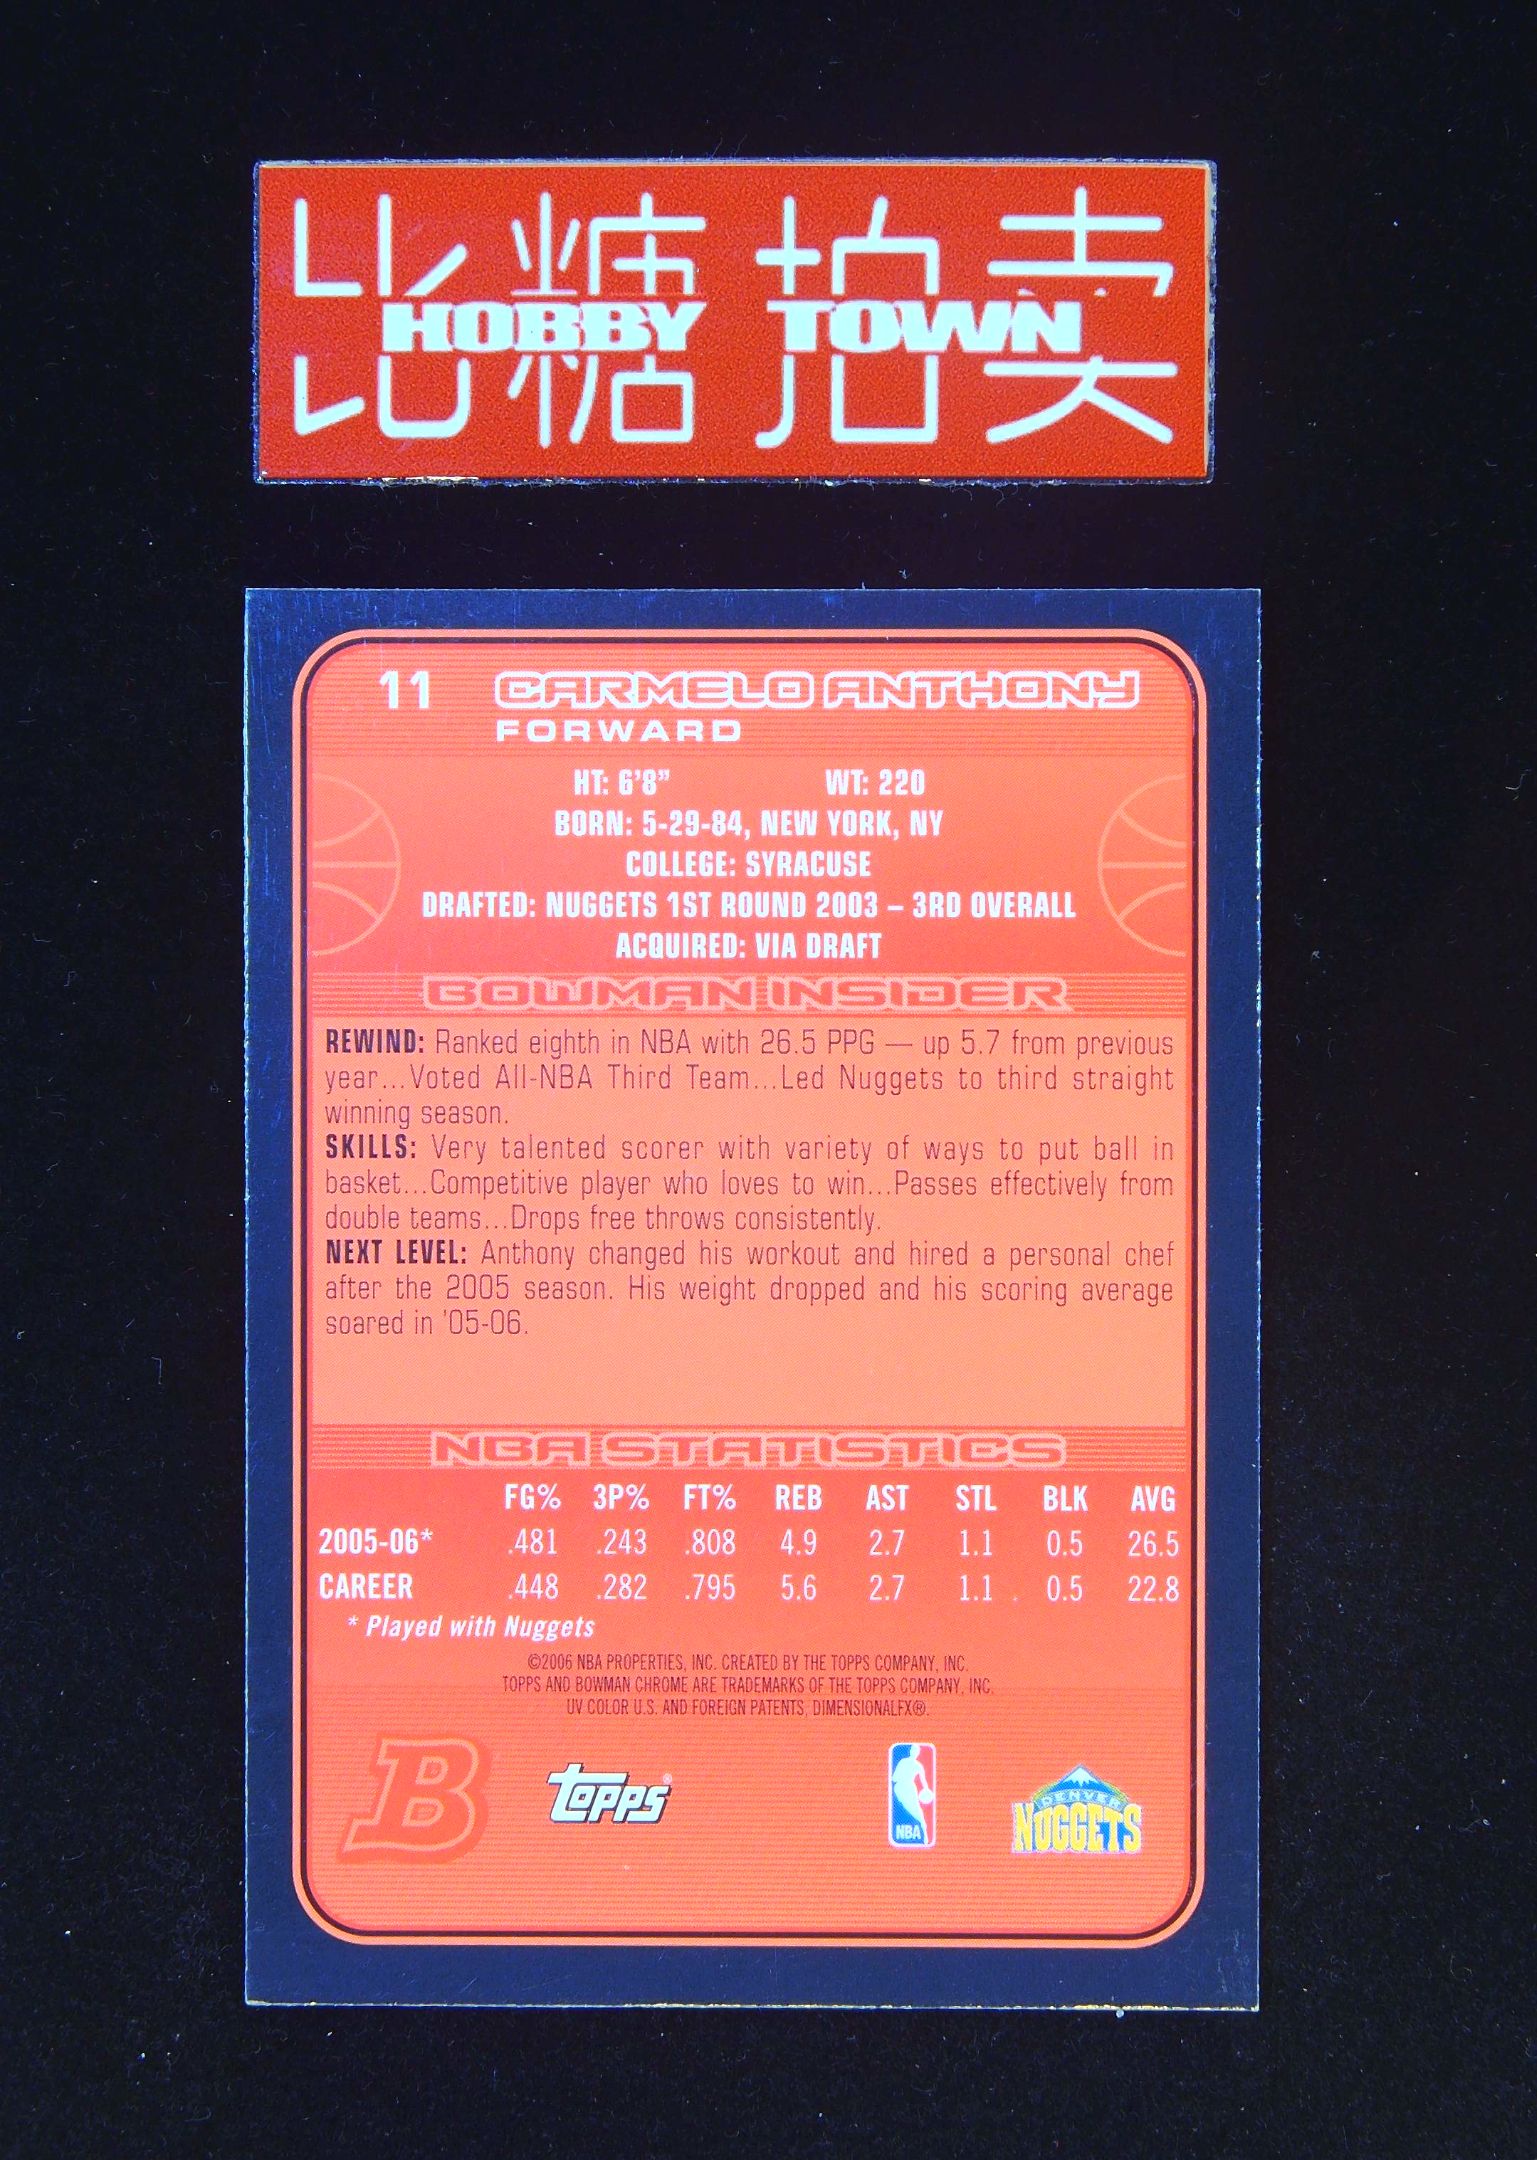 比糖拍卖
HOBBY TOWN
11 CARMELO ANTHONY
FORWARD
HT: 6'8" WT: 220
BORN: 5-29-84, NEW YORK, NY
COLLEGE: SYRACUSE
DRAFTED: NUGGETS 1ST ROUND 2003 – 3RD OVERALL
ACQUIRED: VIA DRAFT
BOWMAN INSIDER
REWIND: Ranked eighth in NBA with 26.5 PPG — up 5.7 from previous
year...Voted All-NBA Third Team...Led Nuggets to third straight
winning season.
SKILLS: Very talented scorer with variety of ways to put ball in
basket...Competitive player who loves to win...Passes effectively from
double teams...Drops free throws consistently.
NEXT LEVEL: Anthony changed his workout and hired a personal chef
after the 2005 season. His weight dropped and his scoring average
soared in '05-06.
NBA STATISTICS
FG% 3P% FT% REB AST STL BLK AVG
2005-06* .481 .243 .808 4.9 2.7 1.1 0.5 26.5
CAREER .448 .282 .795 5.6 2.7 1.1 0.5 22.8
* Played with Nuggets
©2006 NBA PROPERTIES, INC. CREATED BY THE TOPPS COMPANY, INC.
TOPPS AND BOWMAN CHROME ARE TRADEMARKS OF THE TOPPS COMPANY, INC.
UV COLOR U.S. AND FOREIGN PATENTS, DIMENSIONALFX®.
B topps® NBA DENVER
NUGGETS